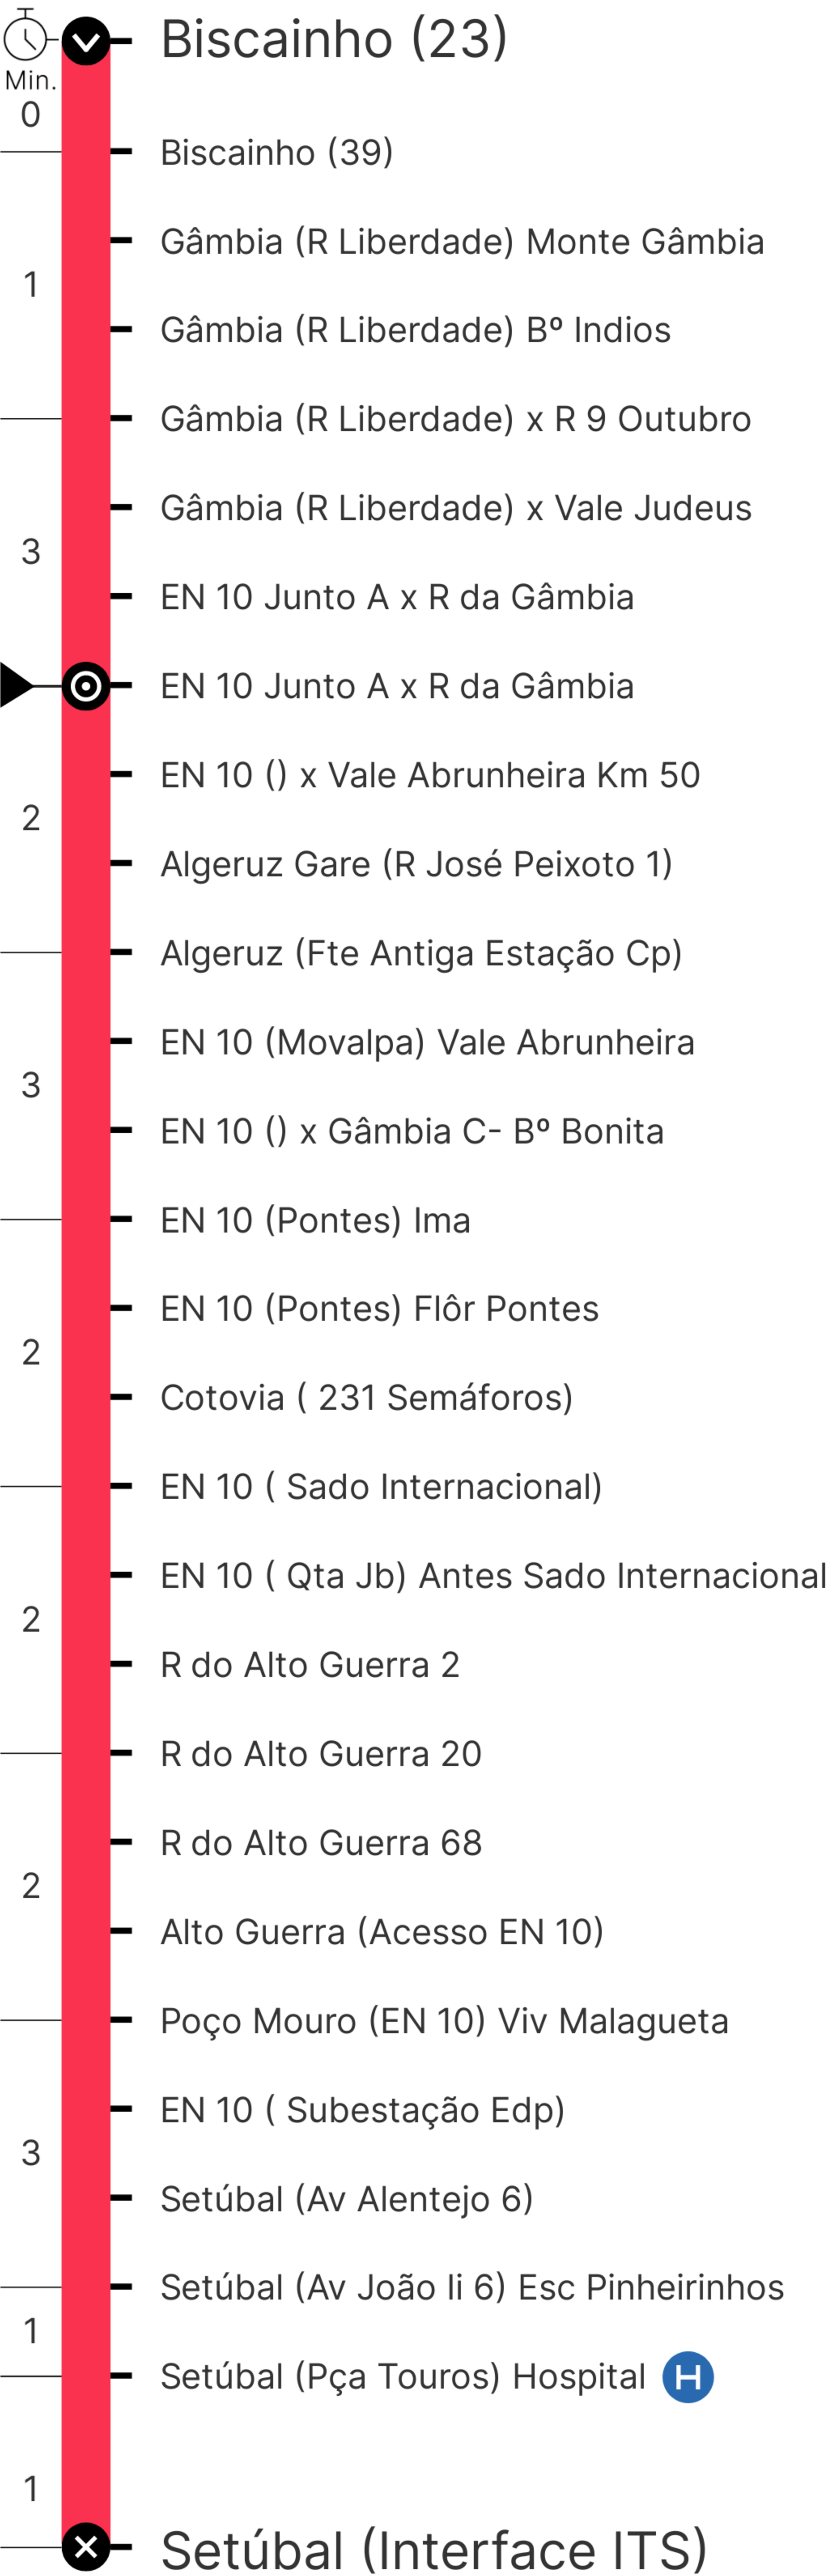 Biscainho (23)
Min.
0
Biscainho (39)
Gâmbia (R Liberdade) Monte Gâmbia
1
Gâmbia (R Liberdade) Bº Indios
Gâmbia (R Liberdade) x R 9 Outubro
Gâmbia (R Liberdade) x Vale Judeus
3
EN 10 Junto A x R da Gâmbia
EN 10 Junto A x R da Gâmbia
EN 10 () x Vale Abrunheira Km 50
2
Algeruz Gare (R José Peixoto 1)
Algeruz (Fte Antiga Estação Cp)
EN 10 (Movalpa) Vale Abrunheira
3
EN 10 () x Gâmbia C- Bº Bonita
EN 10 (Pontes) Ima
EN 10 (Pontes) Flôr Pontes
2
Cotovia ( 231 Semáforos)
EN 10 ( Sado Internacional)
EN 10 ( Qta Jb) Antes Sado Internacional
2
R do Alto Guerra 2
R do Alto Guerra 20
R do Alto Guerra 68
2
Alto Guerra (Acesso EN 10)
Poço Mouro (EN 10) Viv Malagueta
EN 10 ( Subestação Edp)
3
Setúbal (Av Alentejo 6)
Setúbal (Av João Ii 6) Esc Pinheirinhos
1
Setúbal (Pça Touros) Hospital H
1
Setúbal (Interface ITS)